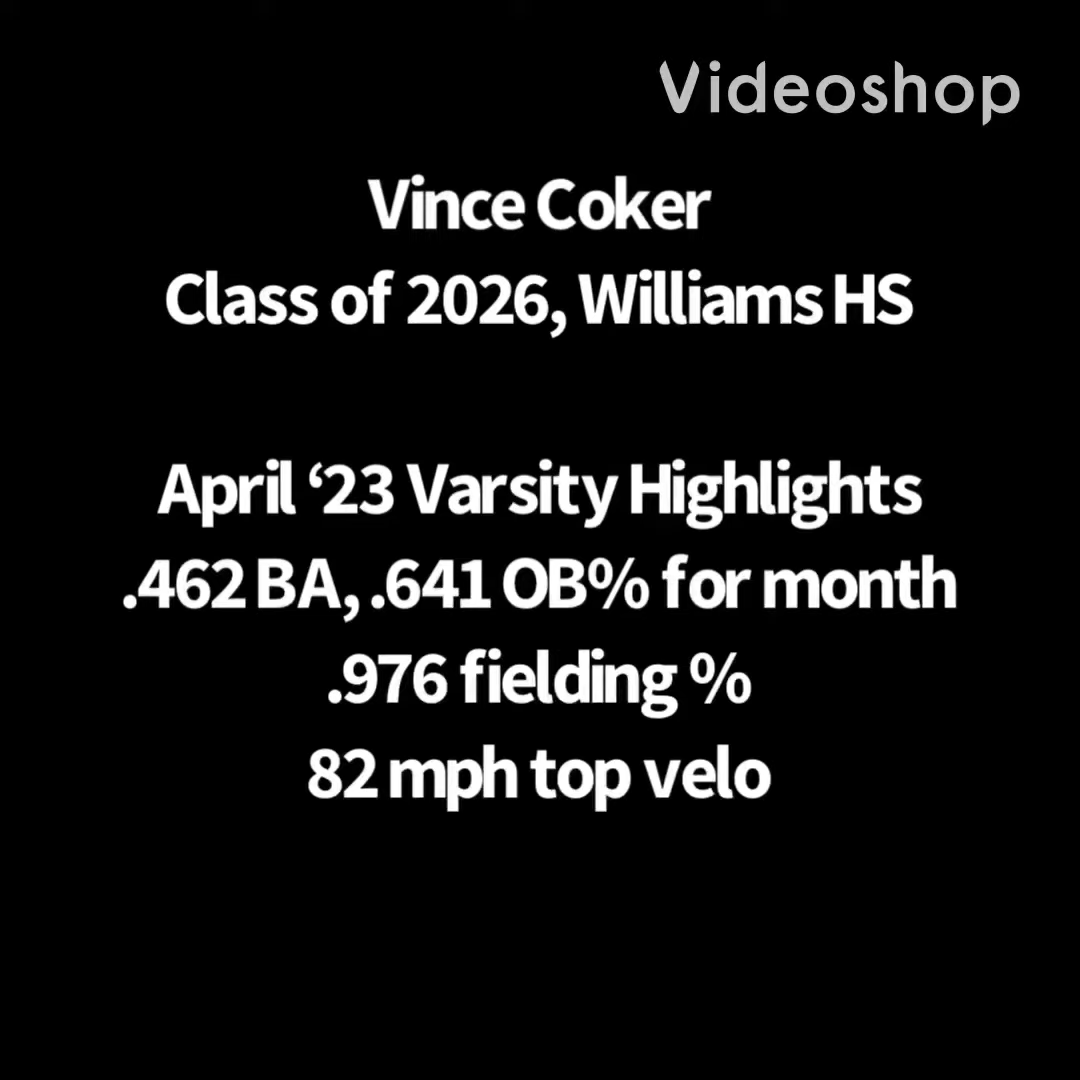 Videoshop
Vince Coker
Class of 2026, Williams HS
April ‘23 Varsity Highlights
.462 BA, .641 OB% for month
.976 fielding %
82 mph top velo